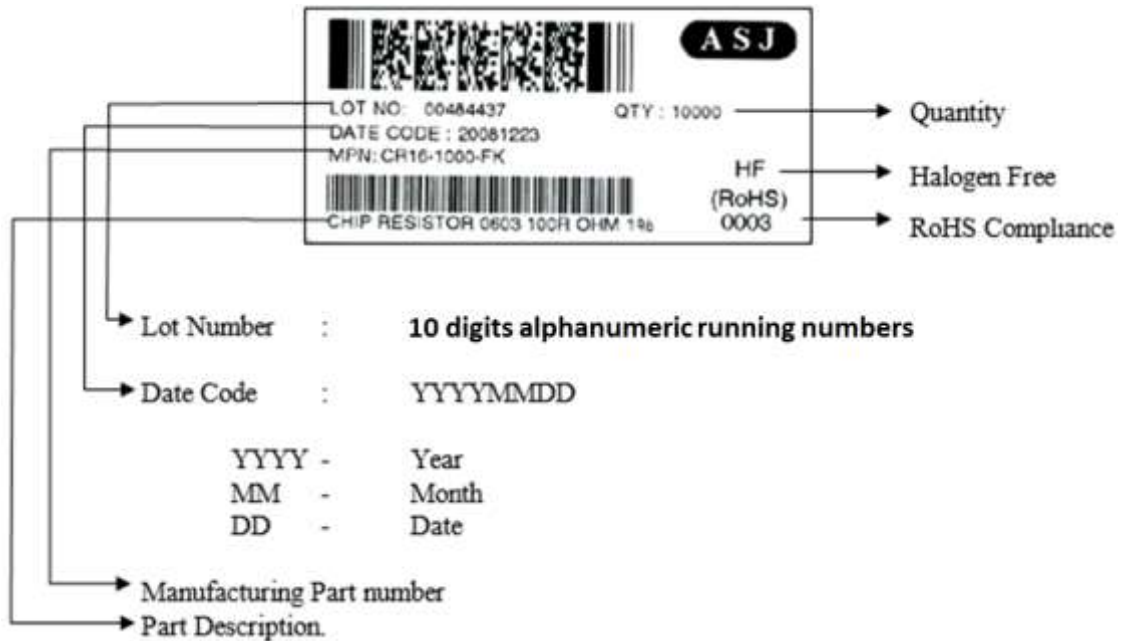 ASJ
LOT NO: 00484437 QTY : 10000 Quantity
DATE CODE : 20081223
MPN: CR16-1000-FK
HF Halogen Free
(RoHS)
CHIP RESISTOR 0603 100R OHM 1% 0003 RoHS Compliance
Lot Number : 10 digits alphanumeric running numbers
Date Code : YYYYMMDD
YYYY - Year
MM - Month
DD - Date
Manufacturing Part number
Part Description.